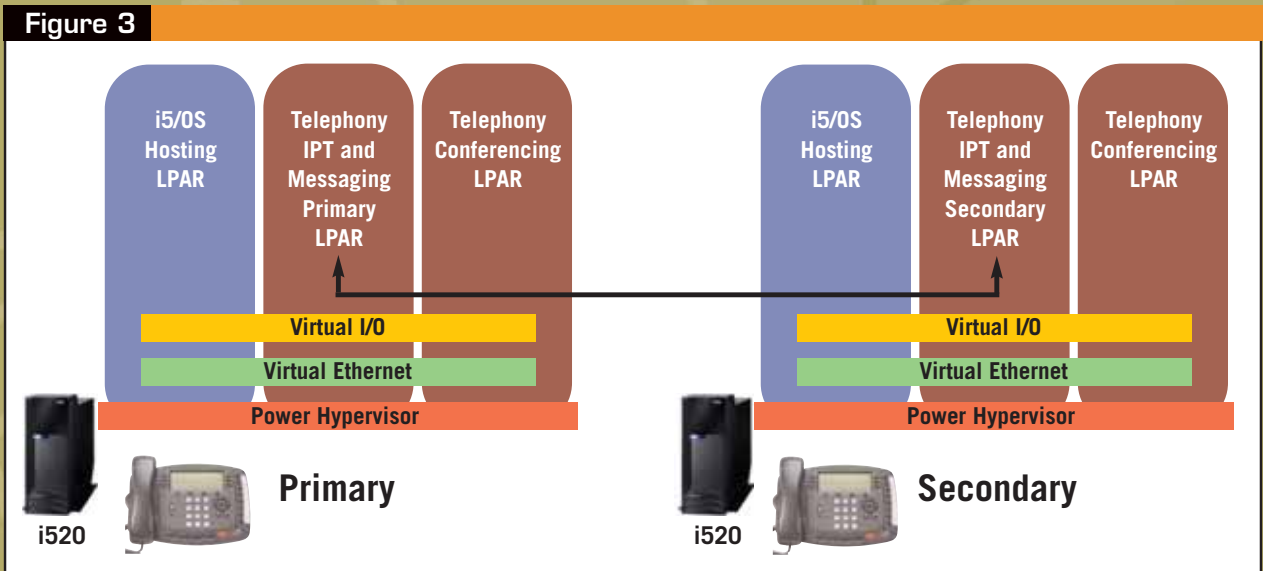 Figure 3
i5/OS
Hosting
LPAR
Telephony
IPT and
Messaging
Primary
LPAR
Telephony
Conferencing
LPAR
Virtual I/O
Virtual Ethernet
Power Hypervisor
i520
Primary
i5/OS
Hosting
LPAR
Telephony
IPT and
Messaging
Secondary
LPAR
Telephony
Conferencing
LPAR
Virtual I/O
Virtual Ethernet
Power Hypervisor
i520
Secondary